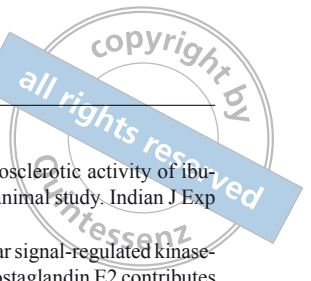 copyright by
all rights reserved
Quintessenz
osclerotic activity of ibu-
animal study. Indian J Exp
ar signal-regulated kinase-
ostaglandin E2 contributes